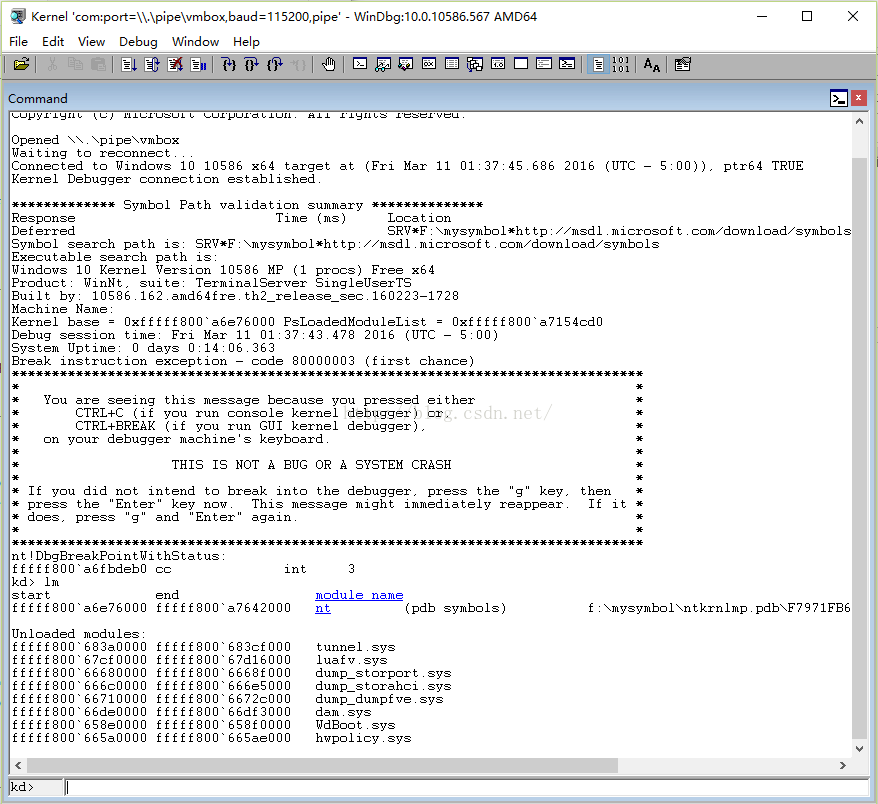 Kernel 'com:port=\\.\pipe\vmbox,baud=115200,pipe' - WinDbg:10.0.10586.567 AMD64
File Edit View Debug Window Help
Command
Copyright (c) Microsoft Corporation. All rights reserved.
Opened \\.\pipe\vmbox
Waiting to reconnect...
Connected to Windows 10 10586 x64 target at (Fri Mar 11 01:37:45.686 2016 (UTC - 5:00)), ptr64 TRUE
Kernel Debugger connection established.
************* Symbol Path validation summary **************
Response Time (ms) Location
Deferred SRV*F:\mysymbol*http://msdl.microsoft.com/download/symbols
Symbol search path is: SRV*F:\mysymbol*http://msdl.microsoft.com/download/symbols
Executable search path is:
Windows 10 Kernel Version 10586 MP (1 procs) Free x64
Product: WinNt, suite: TerminalServer SingleUserTS
Built by: 10586.162.amd64fre.th2_release_sec.160223-1728
Machine Name:
Kernel base = 0xfffff800`a6e76000 PsLoadedModuleList = 0xfffff800`a7154cd0
Debug session time: Fri Mar 11 01:37:43.478 2016 (UTC - 5:00)
System Uptime: 0 days 0:14:06.363
Break instruction exception - code 80000003 (first chance)
*******************************************************************************
* *
* You are seeing this message because you pressed either *
* CTRL+C (if you run console kernel debugger) or, *
* CTRL+BREAK (if you run GUI kernel debugger), *
* on your debugger machine's keyboard. *
* *
* THIS IS NOT A BUG OR A SYSTEM CRASH *
* *
* If you did not intend to break into the debugger, press the "g" key, then *
* press the "Enter" key now. This message might immediately reappear. If it *
* does, press "g" and "Enter" again. *
* *
*******************************************************************************
nt!DbgBreakPointWithStatus:
fffff800`a6fbdeb0 cc int 3
kd> lm
start end module name
fffff800`a6e76000 fffff800`a7642000 nt (pdb symbols) f:\mysymbol\ntkrnlmp.pdb\F7971FB6
Unloaded modules:
fffff800`683a0000 fffff800`683cf000 tunnel.sys
fffff800`67cf0000 fffff800`67d16000 luafv.sys
fffff800`66680000 fffff800`6668f000 dump_storport.sys
fffff800`666c0000 fffff800`666e5000 dump_storahci.sys
fffff800`66710000 fffff800`6672c000 dump_dumpfve.sys
fffff800`66de0000 fffff800`66df3000 dam.sys
fffff800`658e0000 fffff800`658f0000 WdBoot.sys
fffff800`665a0000 fffff800`665ae000 hwpolicy.sys
kd>